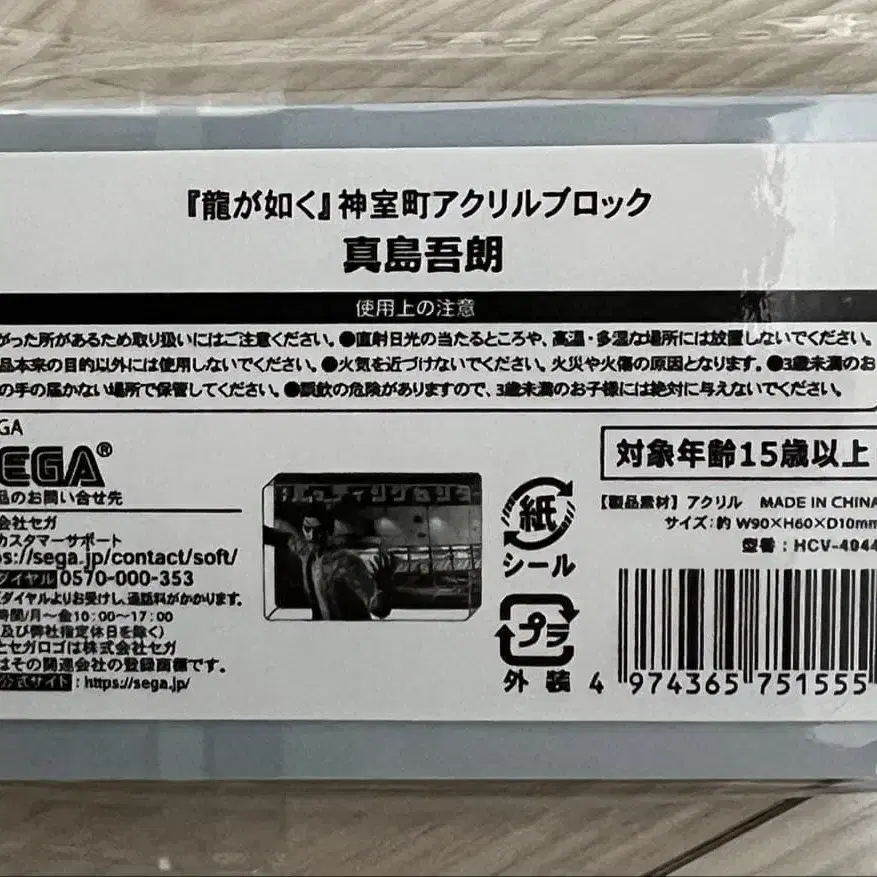 『龍が如く』神室町アクリルブロック
真島吾朗
使用上の注意
がった所があるため取り扱いにはご注意ください。●直射日光の当たるところや、高温・多湿な場所には放置しないでください。
品本来の目的以外には使用しないでください。●火気を近づけないでください。火災や火傷の原因となります。●3歳未満のお
の手の届かない場所で保管してください。●誤飲の危険がありますので、3歳未満のお子様には絶対に与えないでください。
GA
SEGA®
品のお問い合せ先
会社セガ
カスタマーサポート
s://sega.jp/contact/soft/
ダイヤル 0570-000-353
ダイヤルよりお受けし、通話料がかかります。
時間/月〜金10:00〜17:00
及び弊社指定休日を除く)
とセガロゴは株式会社セガ
はその関連会社の登録商標です。
公式サイト:https://sega.jp/
紙
シール
プラ
外装
対象年齢15歳以上
【製品素材】アクリル MADE IN CHINA
サイズ:約 W90×H60×D10mm
型番:HCV-4944
4 974365 751555